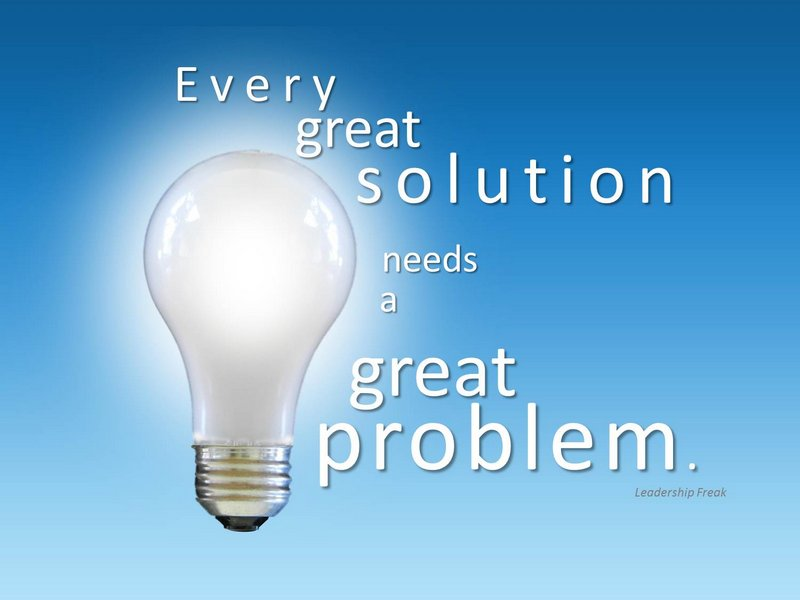 Every
great
solution
needs
a
great
problem.
Leadership Freak